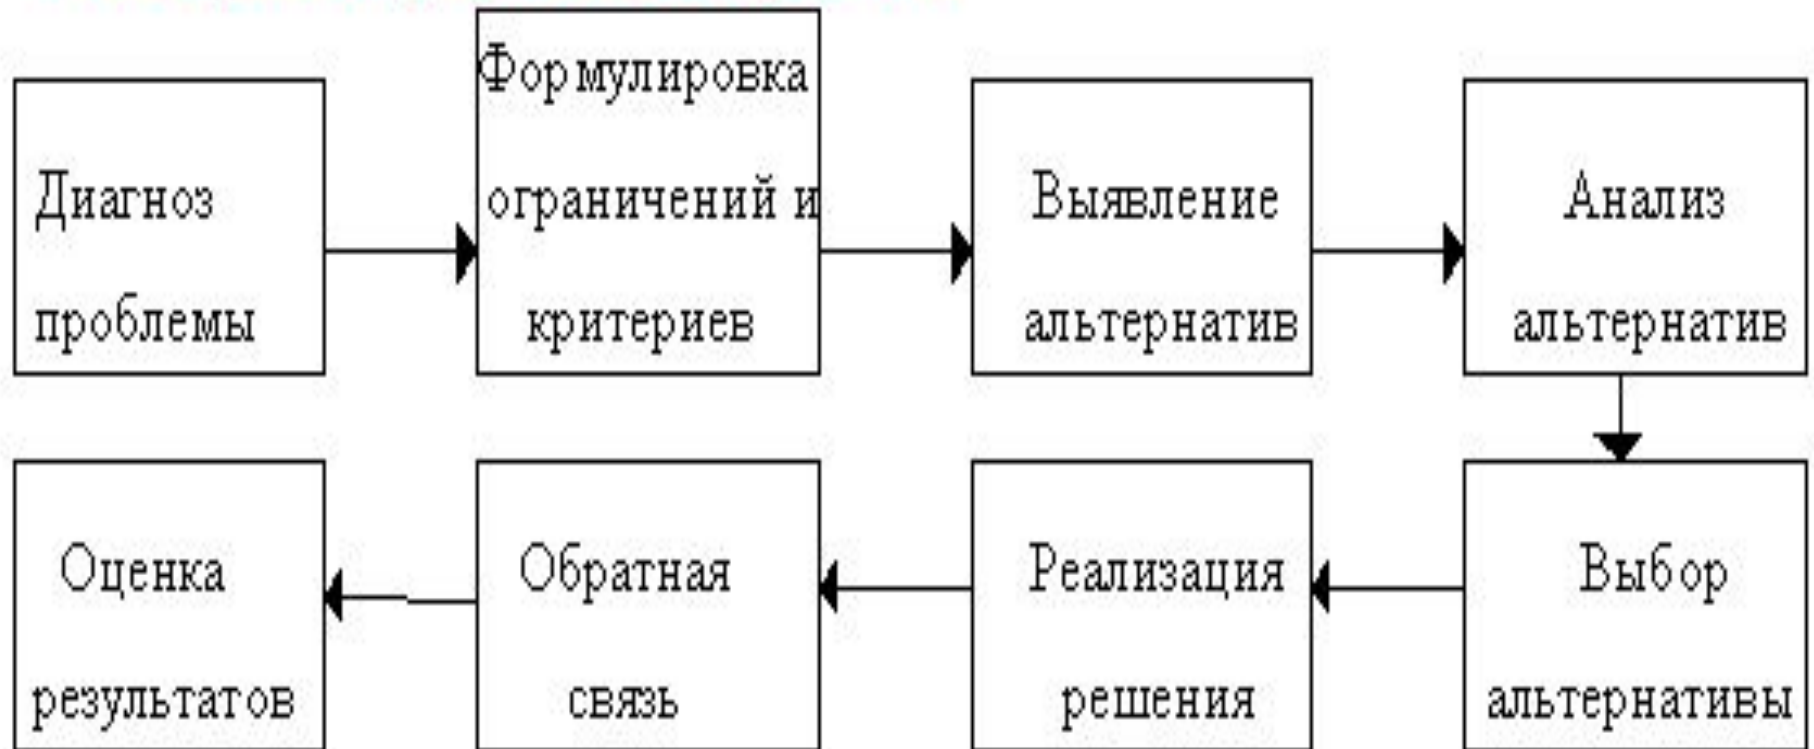 Диагноз
проблемы
Формулировка
ограничений и
критериев
Выявление
альтернатив
Анализ
альтернатив
Выбор
альтернативы
Реализация
решения
Обратная
связь
Оценка
результатов